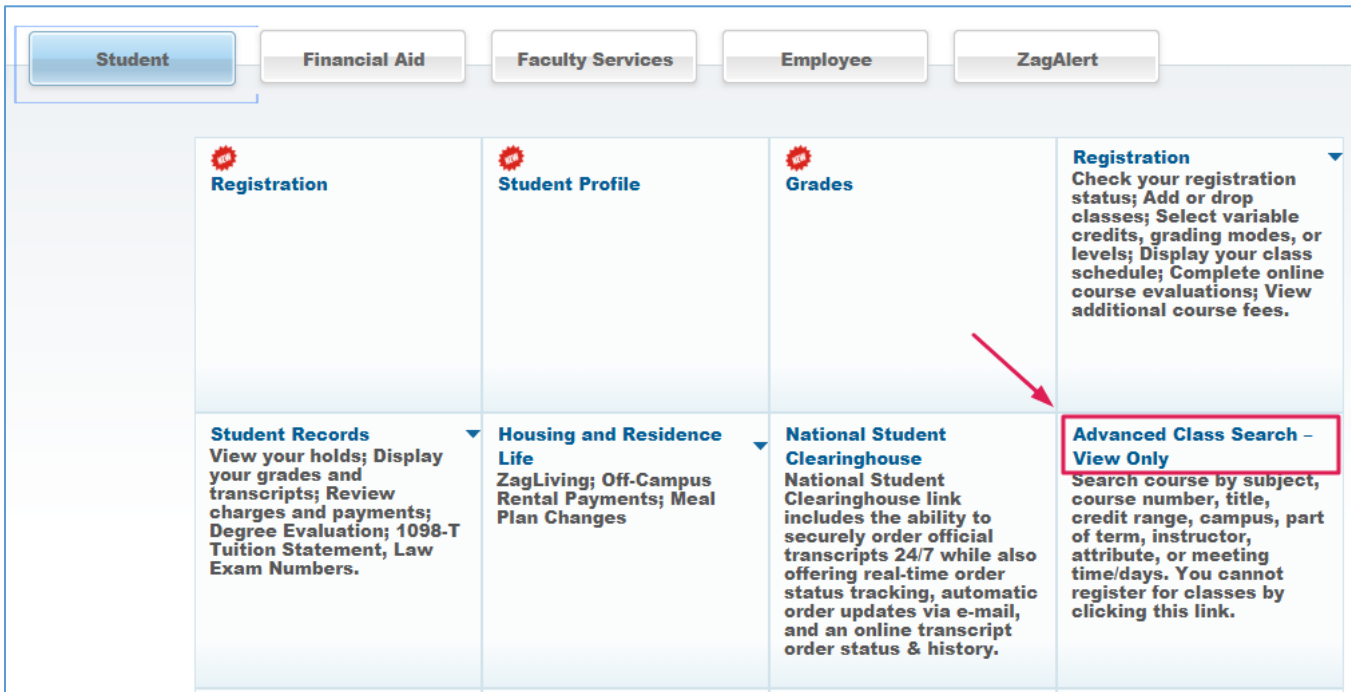 Student
Financial Aid
Faculty Services
Employee
ZagAlert
NEW
Registration
NEW
Student Profile
NEW
Grades
Registration
Check your registration
status; Add or drop
classes; Select variable
credits, grading modes, or
levels; Display your class
schedule; Complete online
course evaluations; View
additional course fees.
Student Records
View your holds; Display
your grades and
transcripts; Review
charges and payments;
Degree Evaluation; 1098-T
Tuition Statement, Law
Exam Numbers.
Housing and Residence
Life
ZagLiving; Off-Campus
Rental Payments; Meal
Plan Changes
National Student
Clearinghouse
National Student
Clearinghouse link
includes the ability to
securely order official
transcripts 24/7 while also
offering real-time order
status tracking, automatic
order updates via e-mail,
and an online transcript
order status & history.
Advanced Class Search –
View Only
Search course by subject,
course number, title,
credit range, campus, part
of term, instructor,
attribute, or meeting
time/days. You cannot
register for classes by
clicking this link.